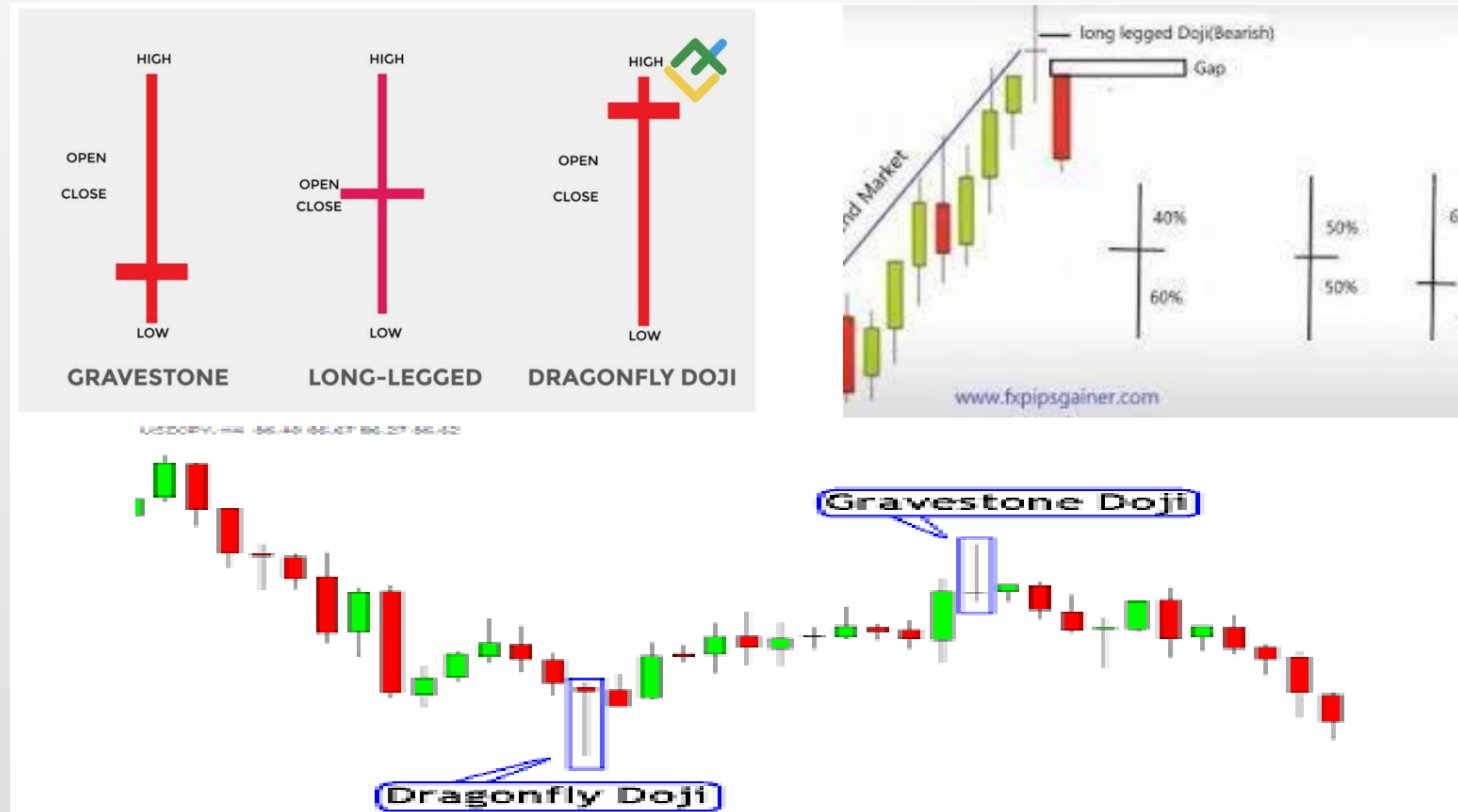 HIGH
OPEN
CLOSE
LOW
GRAVESTONE
HIGH
OPEN
CLOSE
LOW
LONG-LEGGED
HIGH
OPEN
CLOSE
LOW
DRAGONFLY DOJI
long legged Doji(Bearish)
Gap
nd Market
40%
60%
50%
50%
6
www.fxpipsgainer.com
Gravestone Doji
Dragonfly Doji